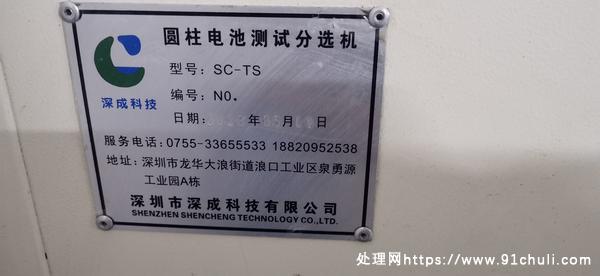 圆柱电池测试分选机
深成科技
型号: SC-TS
编号: NO.
日期: 年 月 日
服务电话: 0755-33655533 18820952538
地址: 深圳市龙华大浪街道浪口工业区泉勇源
工业园A栋
深圳市深成科技有限公司
SHENZHEN SHENCHENG TECHNOLOGY CO.,LTD.
处理网https://www.91chuli.com/